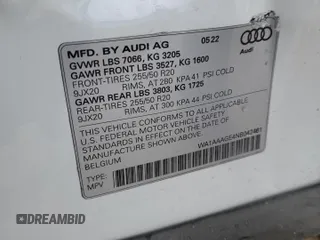 MFD. BY AUDI AG 05.22
GVWR LBS 7066, KG 3205
GAWR FRONT LBS 3527, KG 1600
FRONT-TIRES 255/50 R20
9JX20 RIMS, AT 280 KPA 41 PSI COLD
GAWR REAR LBS 3803, KG 1725
REAR-TIRES 255/50 R20
9JX20 RIMS, AT 300 KPA 44 PSI COLD
THIS VEHICLE CONFORMS TO ALL APPLICABLE
U.S. FEDERAL MOTOR VEHICLE SAFETY
STANDARDS IN EFFECT ON THE DATE OF
MANUFACTURE SHOWN ABOVE.
BELGIUM
TYPE:
MPV
Audi
DREAMBID